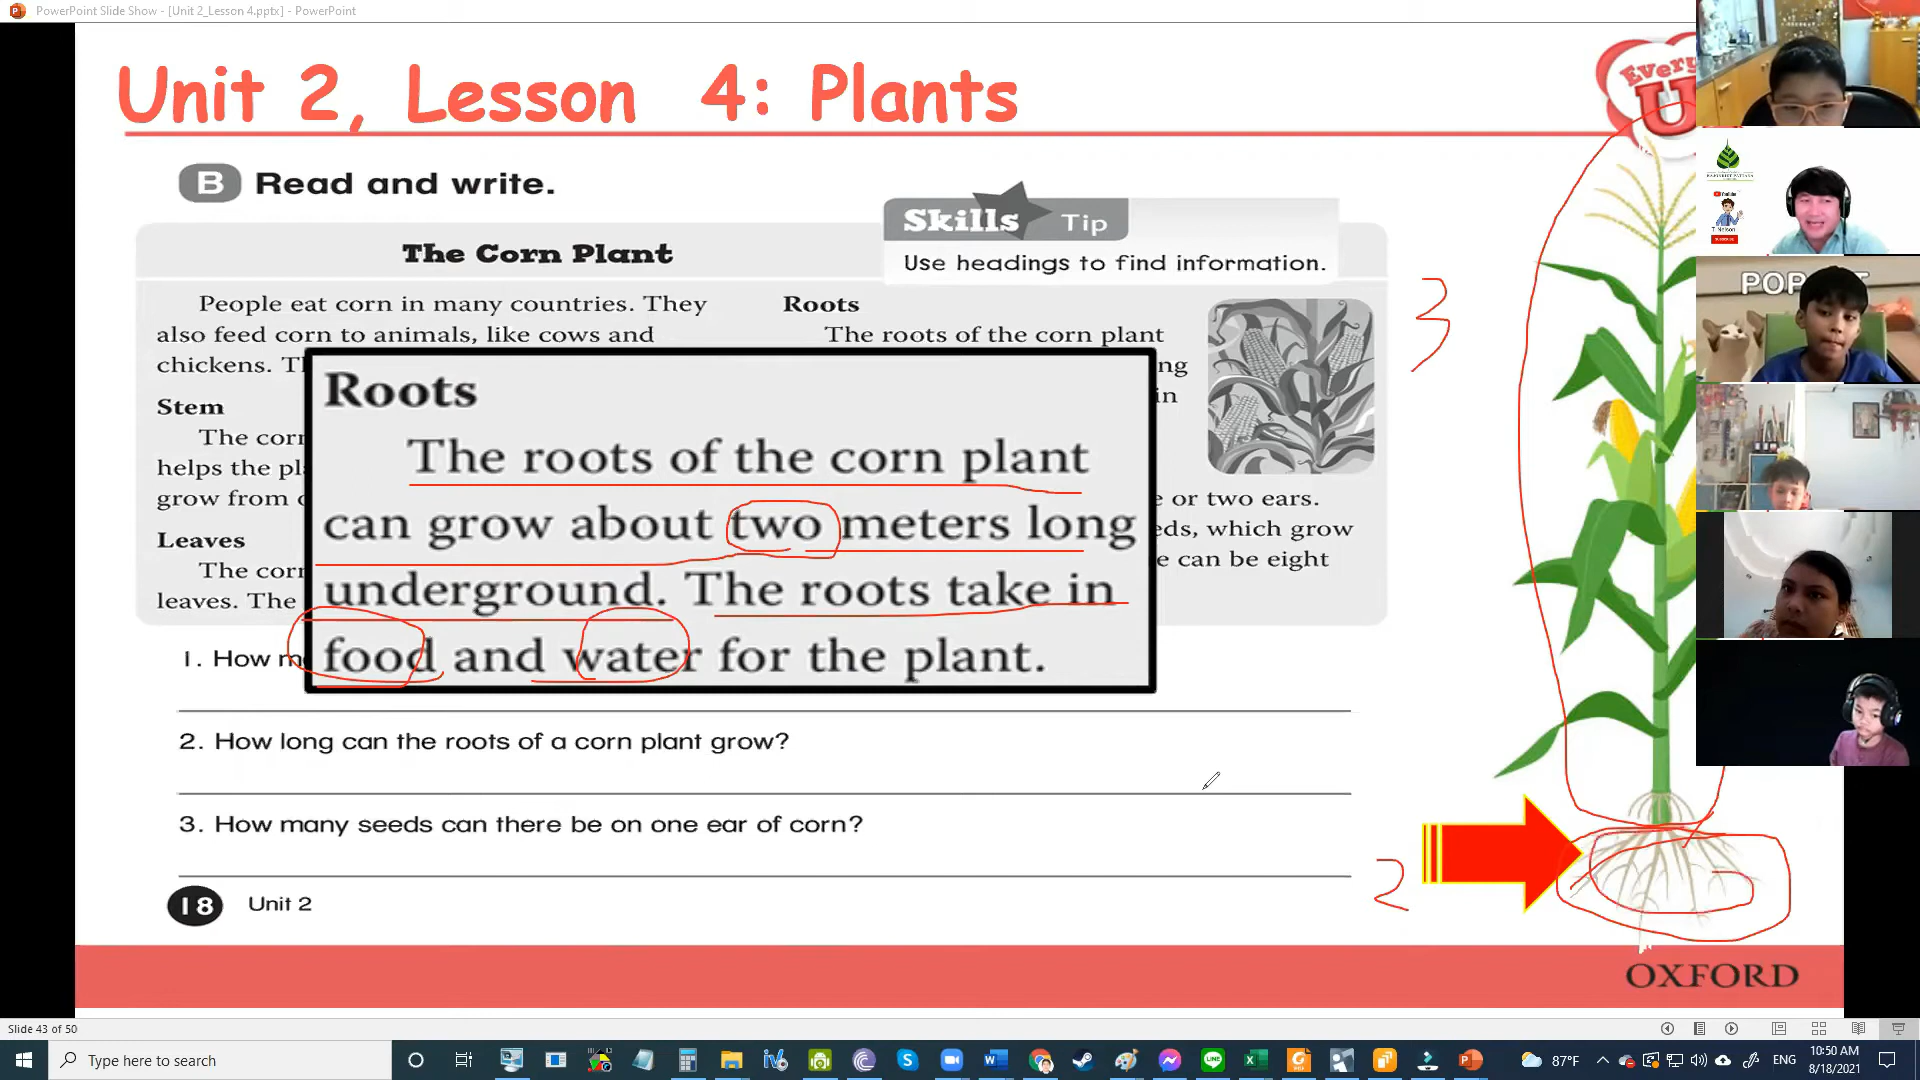 PowerPoint Slide Show - [Unit 2_Lesson 4.pptx] - PowerPoint
Unit 2, Lesson 4: Plants
Every
U
B Read and write.
Skills Tip
Use headings to find information.
The Corn Plant
People eat corn in many countries. They
also feed corn to animals, like cows and
chickens.
Stem
The corn
helps the
grow from
Leaves
The corn
leaves. The
Roots
The roots of the corn plant
ng
in
e or two ears.
eds, which grow
e can be eight
Roots
The roots of the corn plant
can grow about two meters long
underground. The roots take in
food and water for the plant.
1. How m
2. How long can the roots of a corn plant grow?
3. How many seeds can there be on one ear of corn?
18 Unit 2
3
2
OXFORD
YouTube
T. Nelson
SUBSCRIBE
POP
Slide 43 of 50
Type here to search
87°F
ENG
10:50 AM
8/18/2021